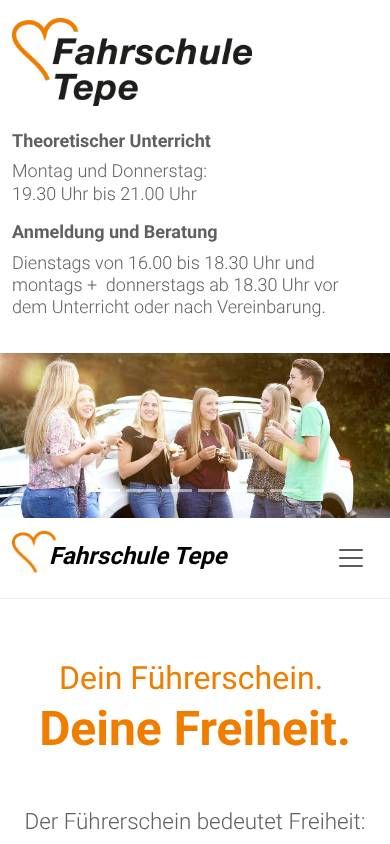 Fahrschule
Tepe
Theoretischer Unterricht
Montag und Donnerstag:
19.30 Uhr bis 21.00 Uhr
Anmeldung und Beratung
Dienstags von 16.00 bis 18.30 Uhr und
montags +  donnerstags ab 18.30 Uhr vor
dem Unterricht oder nach Vereinbarung.
Fahrschule Tepe
Dein Führerschein.
Deine Freiheit.
Der Führerschein bedeutet Freiheit: